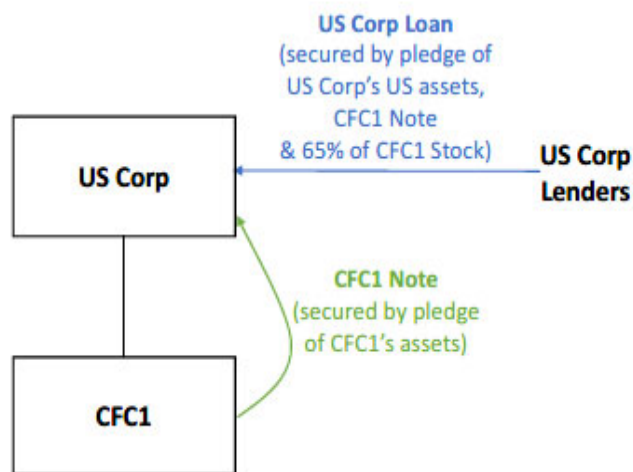 US Corp Loan
(secured by pledge of
US Corp's US assets,
CFC1 Note
& 65% of CFC1 Stock)
US Corp
US Corp
Lenders
CFC1 Note
(secured by pledge
of CFC1's assets)
CFC1